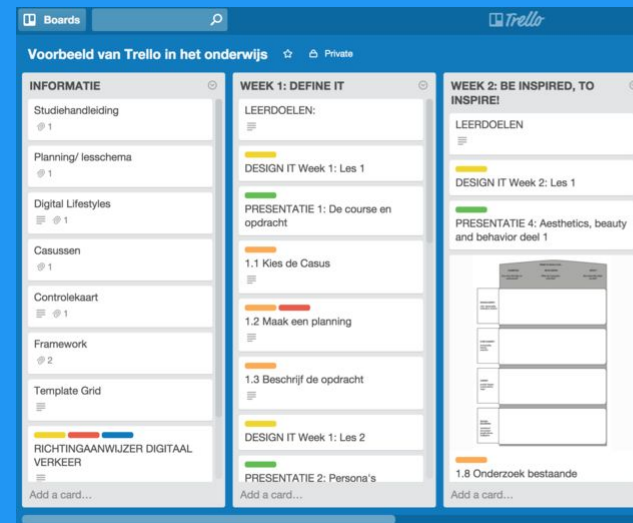 Boards
Trello
Voorbeeld van Trello in het onderwijs
Private
INFORMATIE
Studiehandleiding
1
Planning/ lesschema
1
Digital Lifestyles
1
Casussen
1
Controlekaart
1
Framework
2
Template Grid
RICHTINGAANWIJZER DIGITAAL
VERKEER
Add a card...
WEEK 1: DEFINE IT
LEERDOELEN:
DESIGN IT Week 1: Les 1
PRESENTATIE 1: De course en
opdracht
1.1 Kies de Casus
1.2 Maak een planning
1.3 Beschrijf de opdracht
DESIGN IT Week 1: Les 2
PRESENTATIE 2: Persona's
Add a card...
WEEK 2: BE INSPIRED, TO
INSPIRE!
LEERDOELEN
DESIGN IT Week 2: Les 1
PRESENTATIE 4: Aesthetics, beauty
and behavior deel 1
1.8 Onderzoek bestaande
Add a card...